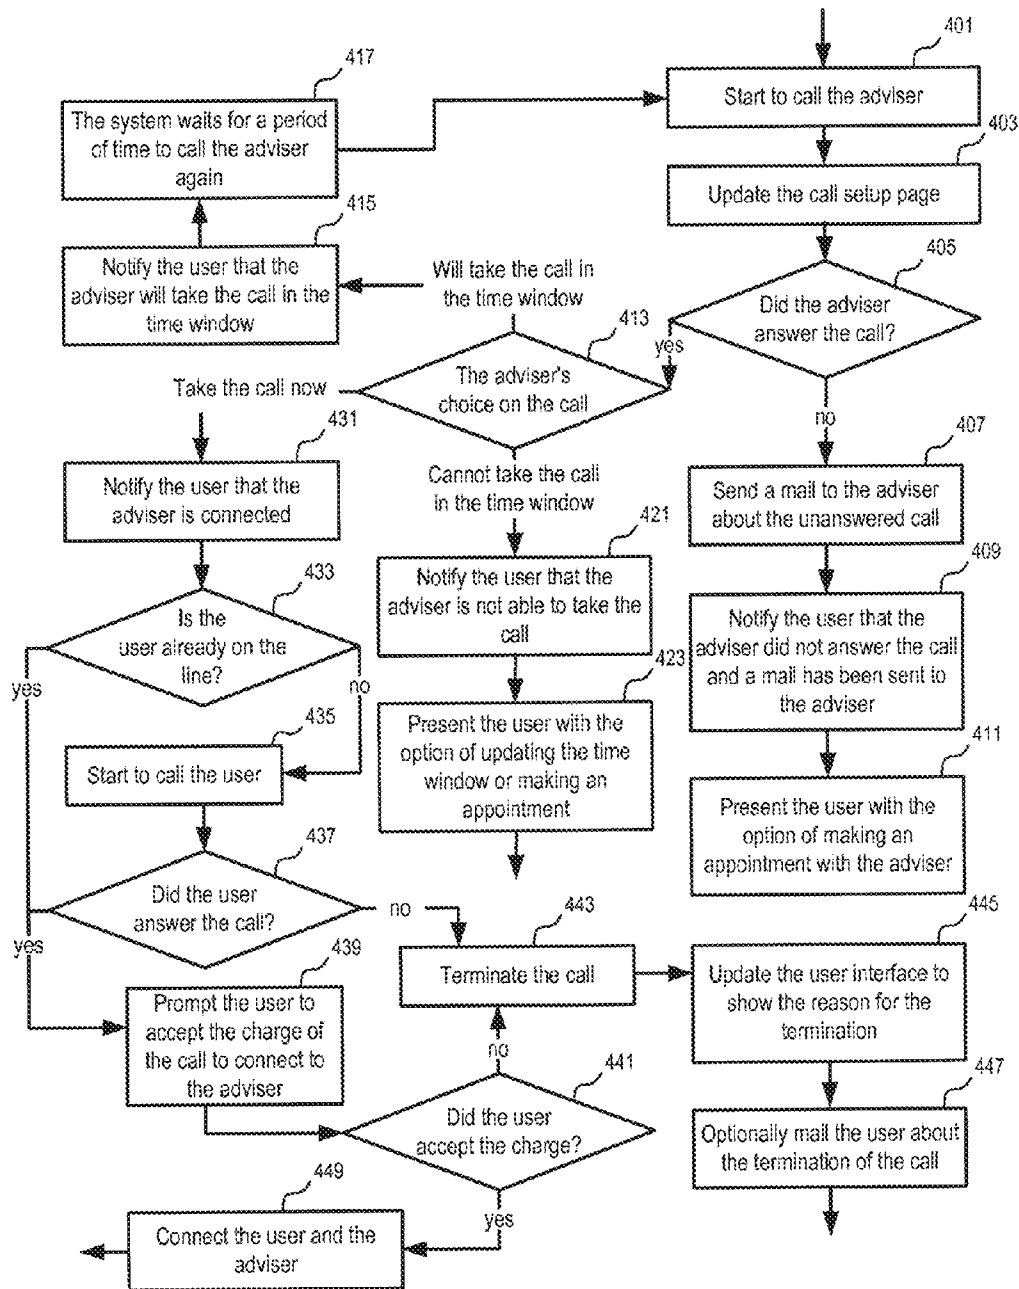 401
Start to call the adviser
403
Update the call setup page
405
Did the adviser
answer the call?
yes
no
407
Send a mail to the adviser
about the unanswered call
409
Notify the user that the
adviser did not answer the call
and a mail has been sent to
the adviser
411
Present the user with the
option of making an
appointment with the adviser
413
The adviser's
choice on the call
Will take the call in
the time window
415
Notify the user that the
adviser will take the call in the
time window
417
The system waits for a period
of time to call the adviser
again
Cannot take the call
in the time window
421
Notify the user that the
adviser is not able to take the
call
423
Present the user with the
option of updating the time
window or making an
appointment
Take the call now
431
Notify the user that the
adviser is connected
433
Is the
user already on the
line?
yes
no
435
Start to call the user
437
Did the user
answer the call?
yes
no
439
Prompt the user to
accept the charge of
the call to connect to
the adviser
441
Did the user
accept the charge?
no
yes
443
Terminate the call
445
Update the user interface to
show the reason for the
termination
447
Optionally mail the user about
the termination of the call
449
Connect the user and the
adviser